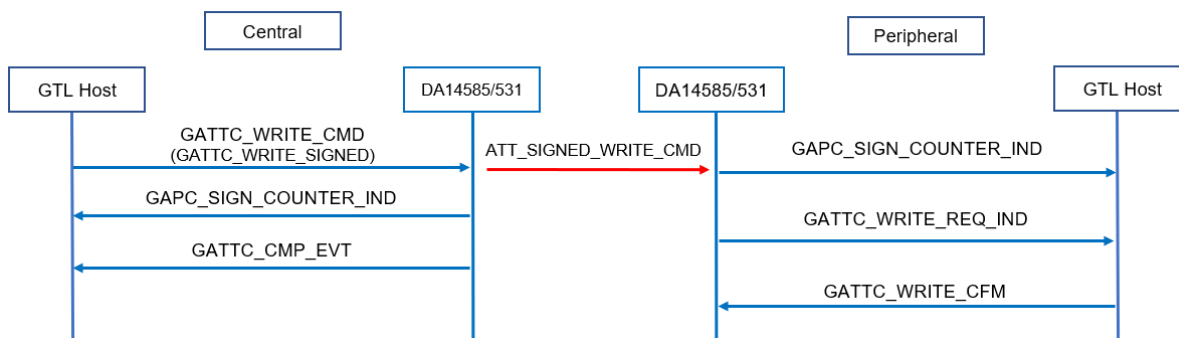 Central
Peripheral
GTL Host
DA14585/531
DA14585/531
GTL Host
GATTC_WRITE_CMD
(GATTC_WRITE_SIGNED)
ATT_SIGNED_WRITE_CMD
GAPC_SIGN_COUNTER_IND
GAPC_SIGN_COUNTER_IND
GATTC_WRITE_REQ_IND
GATTC_CMP_EVT
GATTC_WRITE_CFM